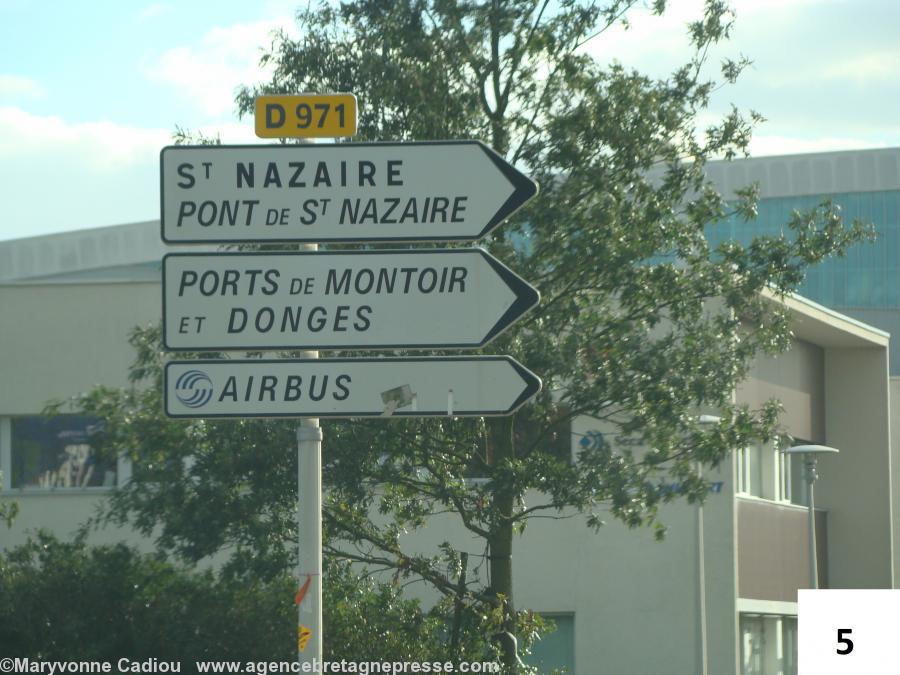 D 971
ST NAZAIRE
PONT DE ST NAZAIRE
PORTS DE MONTOIR
ET DONGES
AIRBUS
5
©Maryvonne Cadiou www.agencebretagnepresse.com